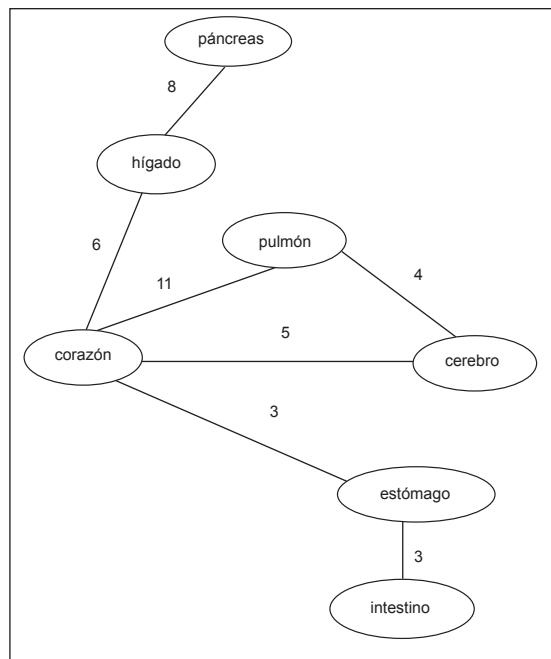 páncreas
8
hígado
6
pulmón
11
4
corazón
5
cerebro
3
estómago
3
intestino